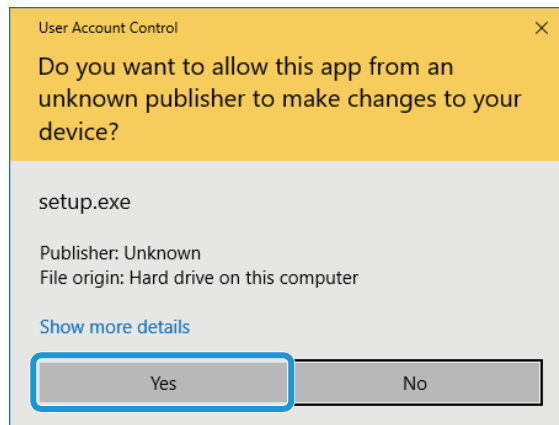 User Account Control
Do you want to allow this app from an
unknown publisher to make changes to your
device?
setup.exe
Publisher: Unknown
File origin: Hard drive on this computer
Show more details
Yes
No